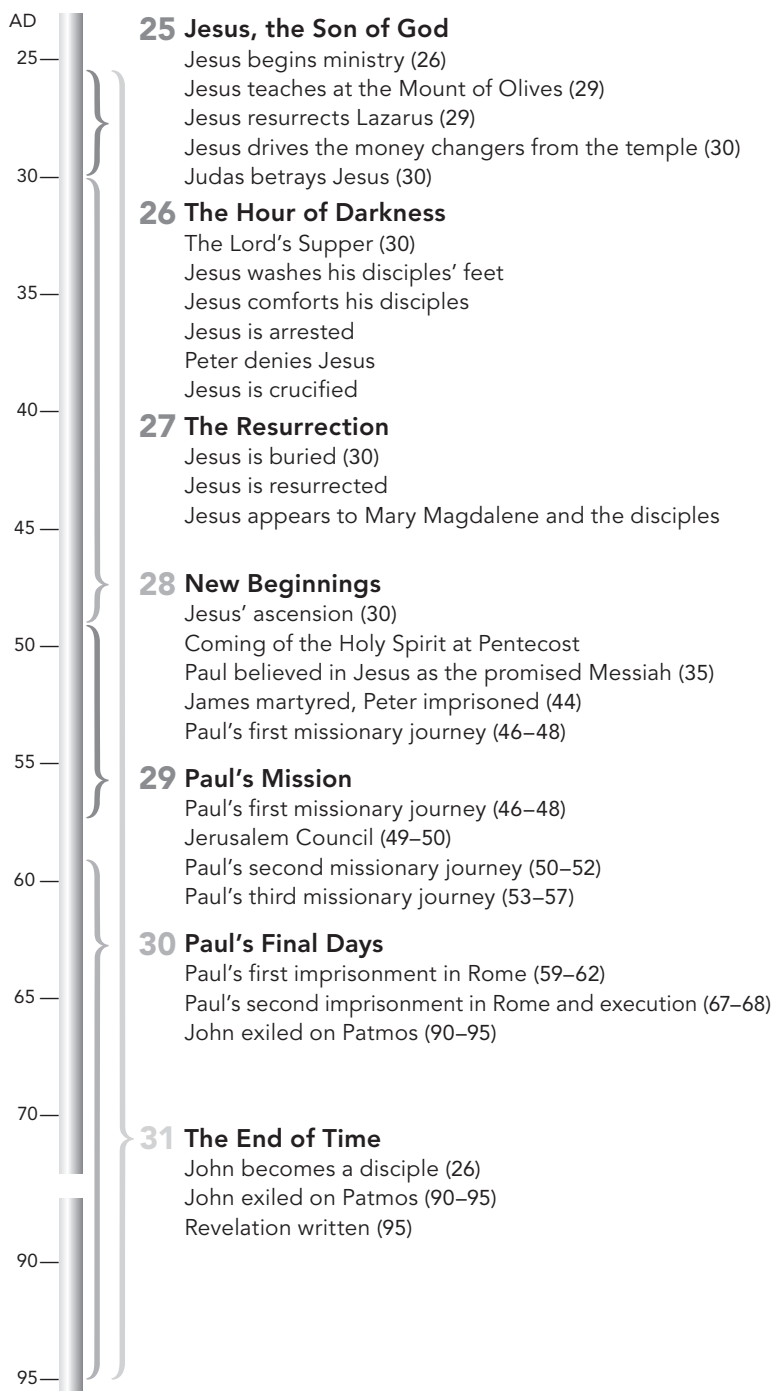 AD
25
30
35
40
45
50
55
60
65
70
90
95
25 Jesus, the Son of God
Jesus begins ministry (26)
Jesus teaches at the Mount of Olives (29)
Jesus resurrects Lazarus (29)
Jesus drives the money changers from the temple (30)
Judas betrays Jesus (30)
26 The Hour of Darkness
The Lord’s Supper (30)
Jesus washes his disciples’ feet
Jesus comforts his disciples
Jesus is arrested
Peter denies Jesus
Jesus is crucified
27 The Resurrection
Jesus is buried (30)
Jesus is resurrected
Jesus appears to Mary Magdalene and the disciples
28 New Beginnings
Jesus’ ascension (30)
Coming of the Holy Spirit at Pentecost
Paul believed in Jesus as the promised Messiah (35)
James martyred, Peter imprisoned (44)
Paul’s first missionary journey (46–48)
29 Paul’s Mission
Paul’s first missionary journey (46–48)
Jerusalem Council (49–50)
Paul’s second missionary journey (50–52)
Paul’s third missionary journey (53–57)
30 Paul’s Final Days
Paul’s first imprisonment in Rome (59–62)
Paul’s second imprisonment in Rome and execution (67–68)
John exiled on Patmos (90–95)
31 The End of Time
John becomes a disciple (26)
John exiled on Patmos (90–95)
Revelation written (95)